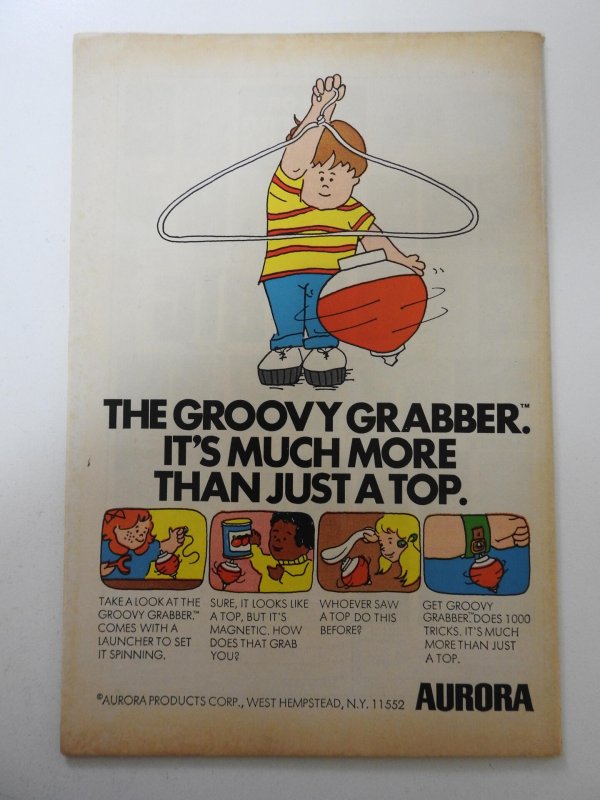 THE GROOVY GRABBER.™
IT'S MUCH MORE
THAN JUST A TOP.
TAKE A LOOK AT THE
GROOVY GRABBER.™
COMES WITH A
LAUNCHER TO SET
IT SPINNING.
SURE, IT LOOKS LIKE
A TOP, BUT IT'S
MAGNETIC. HOW
DOES THAT GRAB
YOU?
WHOEVER SAW
A TOP DO THIS
BEFORE?
GET GROOVY
GRABBER.™ DOES 1000
TRICKS. IT'S MUCH
MORE THAN JUST
A TOP.
©AURORA PRODUCTS CORP., WEST HEMPSTEAD, N.Y. 11552 AURORA